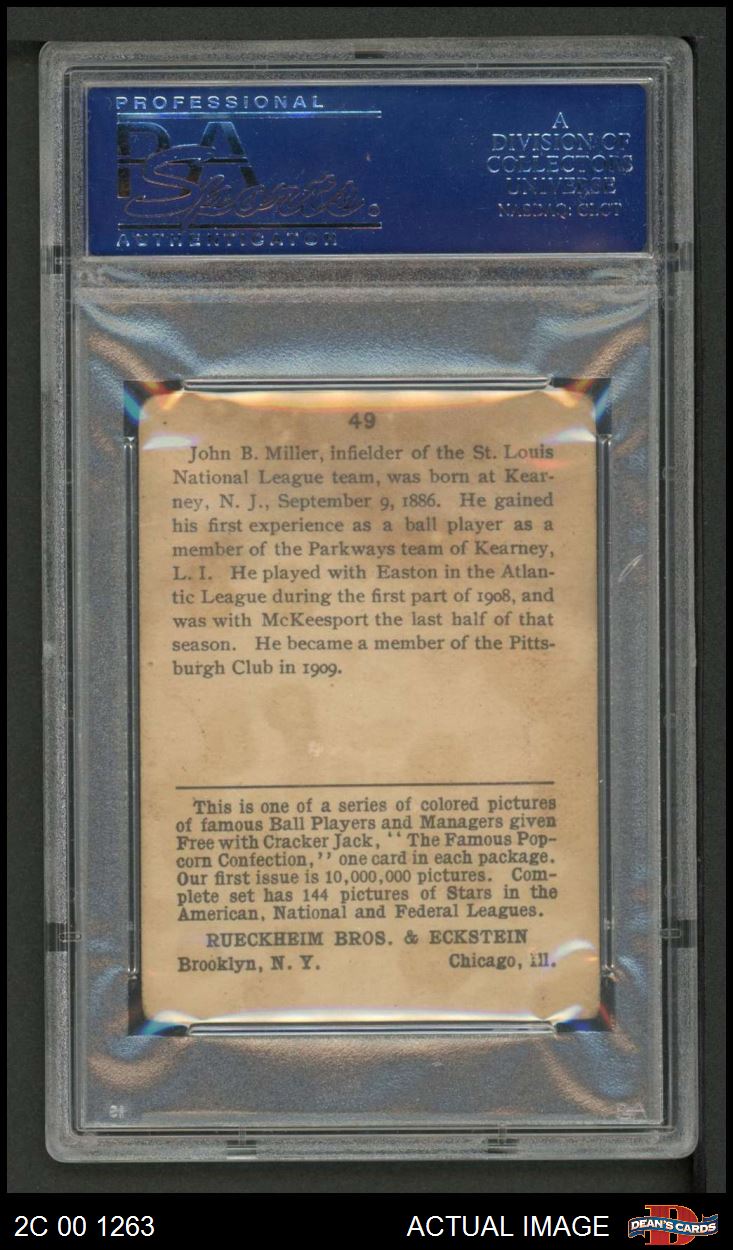 PROFESSIONAL
PSA
Sports
AUTHENTICATOR
A
DIVISION OF
COLLECTORS
UNIVERSE
NASDAQ: CLCT
49
John B. Miller, infielder of the St. Louis
National League team, was born at Kear-
ney, N. J., September 9, 1886. He gained
his first experience as a ball player as a
member of the Parkways team of Kearney,
L. I. He played with Easton in the Atlan-
tic League during the first part of 1908, and
was with McKeesport the last half of that
season. He became a member of the Pitts-
burgh Club in 1909.
This is one of a series of colored pictures
of famous Ball Players and Managers given
Free with Cracker Jack, "The Famous Pop-
corn Confection," one card in each package.
Our first issue is 10,000,000 pictures. Com-
plete set has 144 pictures of Stars in the
American, National and Federal Leagues.
RUECKHEIM BROS. & ECKSTEIN
Brooklyn, N. Y. Chicago, Ill.
PSA
2C 00 1263 ACTUAL IMAGE
D
DEAN'S CARDS